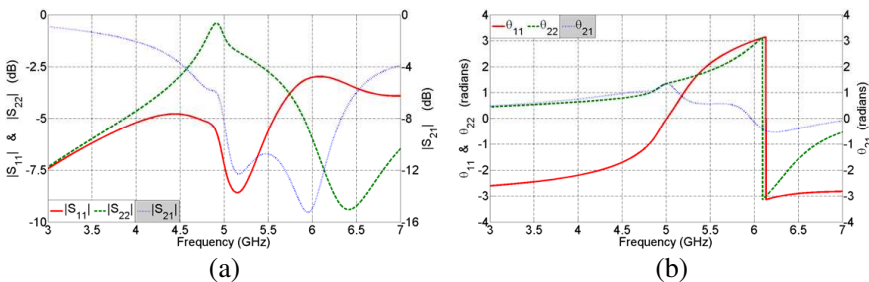 0
-2.5
-5
-7.5
-10
|S11| & |S22| (dB)
0
-4
-8
-12
-16
|S21| (dB)
|S11| |S22| |S21|
3 3.5 4 4.5 5 5.5 6 6.5 7
Frequency (GHz)
(a)
4
3
2
1
0
-1
-2
-3
-4
θ11 & θ22 (radians)
4
3
2
1
0
-1
-2
-3
-4
θ21 (radians)
θ11 θ22 θ21
3 3.5 4 4.5 5 5.5 6 6.5 7
Frequency (GHz)
(b)